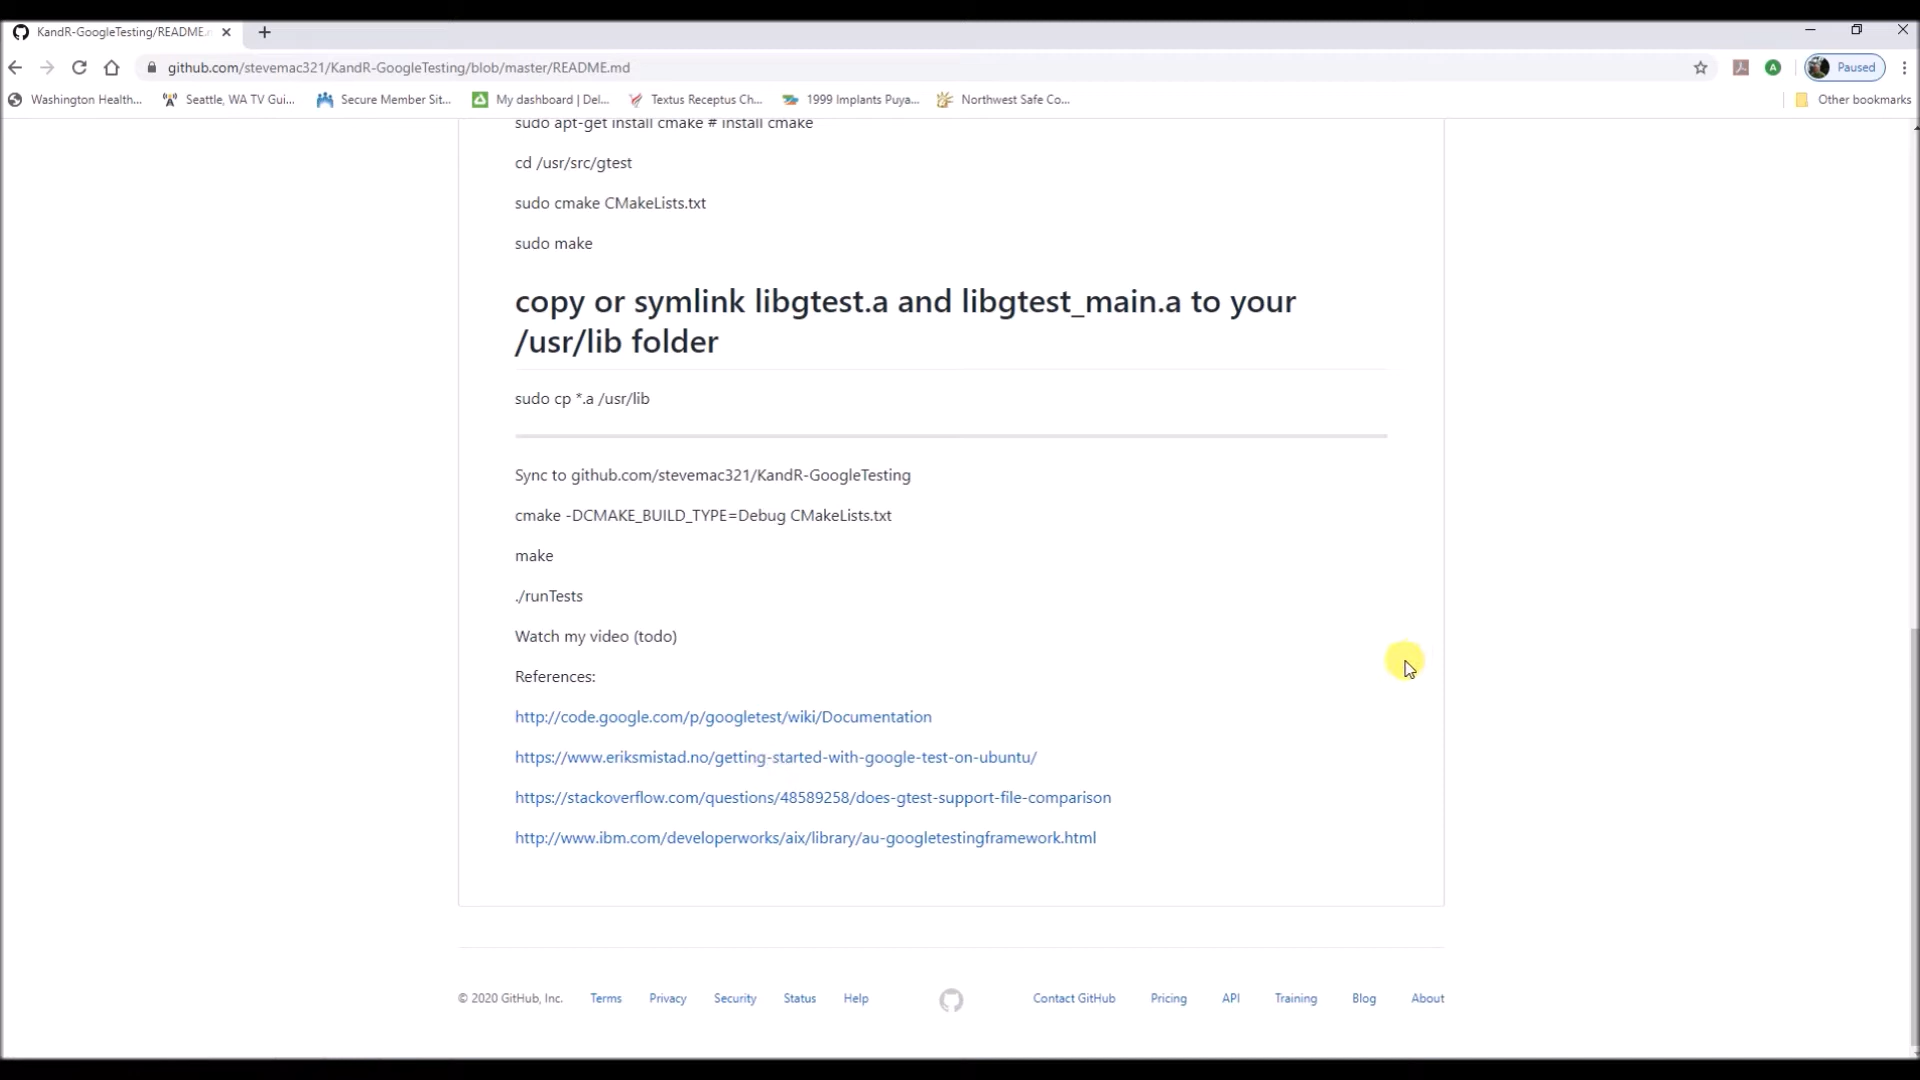 KandR-GoogleTesting/README.
github.com/stevemac321/KandR-GoogleTesting/blob/master/README.md
A
Paused
Washington Health...
Seattle, WA TV Gui...
Secure Member Sit...
My dashboard | Del...
Textus Receptus Ch...
1999 Implants Puya...
Northwest Safe Co...
Other bookmarks
sudo apt-get install cmake # install cmake
cd /usr/src/gtest
sudo cmake CMakeLists.txt
sudo make
copy or symlink libgtest.a and libgtest_main.a to your
/usr/lib folder
sudo cp *.a /usr/lib
Sync to github.com/stevemac321/KandR-GoogleTesting
cmake -DCMAKE_BUILD_TYPE=Debug CMakeLists.txt
make
./runTests
Watch my video (todo)
References:
http://code.google.com/p/googletest/wiki/Documentation
https://www.eriksmistad.no/getting-started-with-google-test-on-ubuntu/
https://stackoverflow.com/questions/48589258/does-gtest-support-file-comparison
http://www.ibm.com/developerworks/aix/library/au-googletestingframework.html
© 2020 GitHub, Inc.
Terms
Privacy
Security
Status
Help
Contact GitHub
Pricing
API
Training
Blog
About